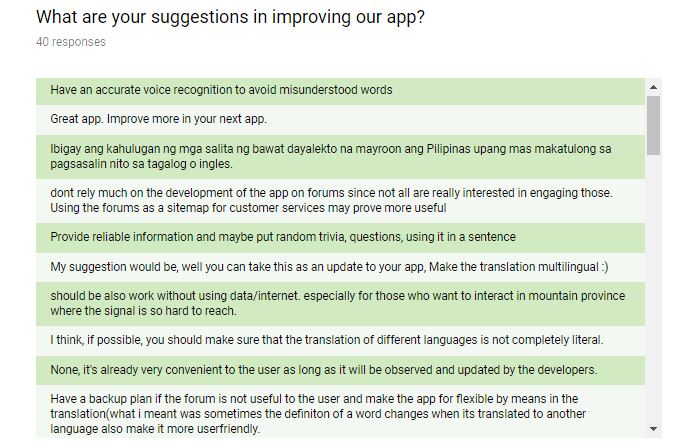 What are your suggestions in improving our app?
40 responses
Have an accurate voice recognition to avoid misunderstood words
Great app. Improve more in your next app.
Ibigay ang kahulugan ng mga salita ng bawat dayalekto na mayroon ang Pilipinas upang mas makatulong sa
pagsasalin nito sa tagalog o ingles.
dont rely much on the development of the app on forums since not all are really interested in engaging those.
Using the forums as a sitemap for customer services may prove more useful
Provide reliable information and maybe put random trivia, questions, using it in a sentence
My suggestion would be, well you can take this as an update to your app, Make the translation multilingual :)
should be also work without using data/internet. especially for those who want to interact in mountain province
where the signal is so hard to reach.
I think, if possible, you should make sure that the translation of different languages is not completely literal.
None, it's already very convenient to the user as long as it will be observed and updated by the developers.
Have a backup plan if the forum is not useful to the user and make the app for flexible by means in the
translation(what i meant was sometimes the definiton of a word changes when its translated to another
language also make it more userfriendly.